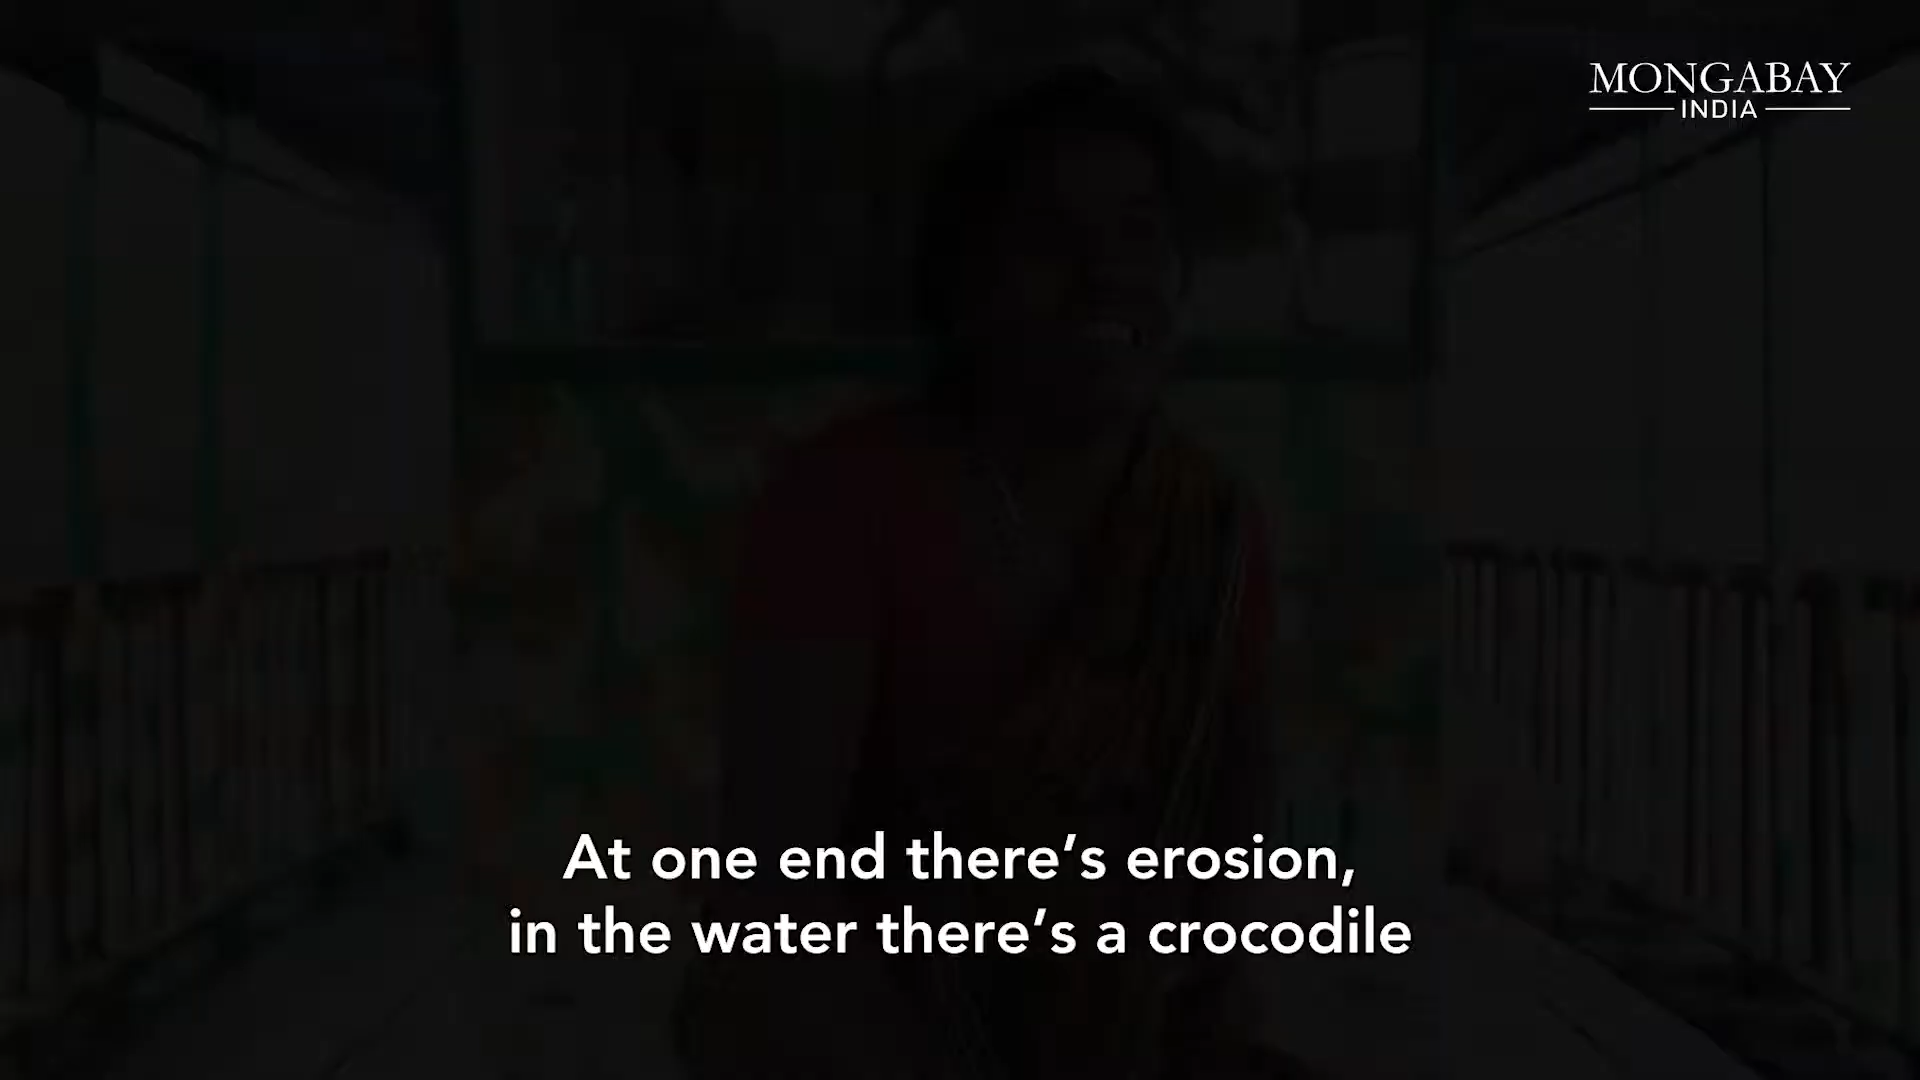 MONGABAY
INDIA
At one end there’s erosion,
in the water there’s a crocodile